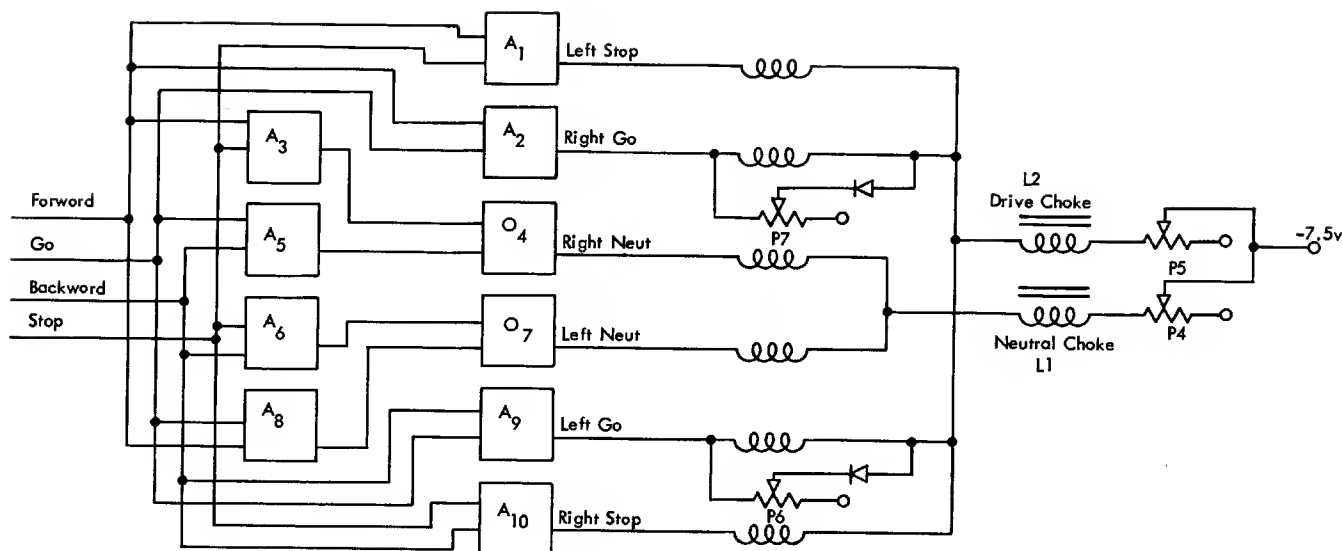 A1
Left Stop
A2
Right Go
A3
L2
Drive Choke
Forword
P7
-7.5v
A5
O4
Right Neut
P5
Go
Backword
P4
Stop
A6
O7
Left Neut
Neutral Choke
L1
A8
A9
Left Go
P6
A10
Right Stop